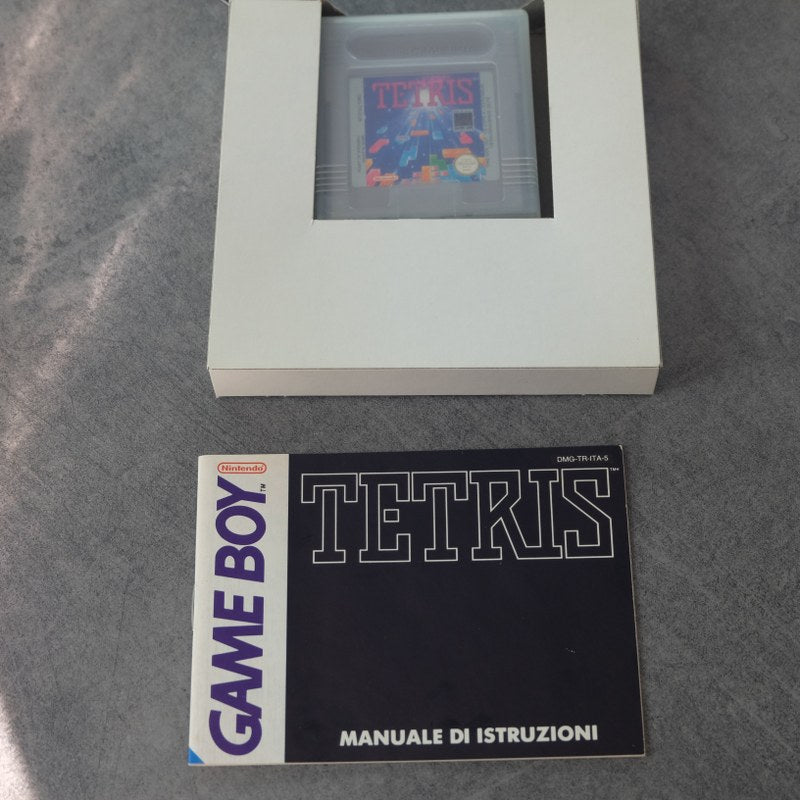 TETRIS
Nintendo
GAME BOY™
DMG-TR-ITA-5
TETRIS™
MANUALE DI ISTRUZIONI